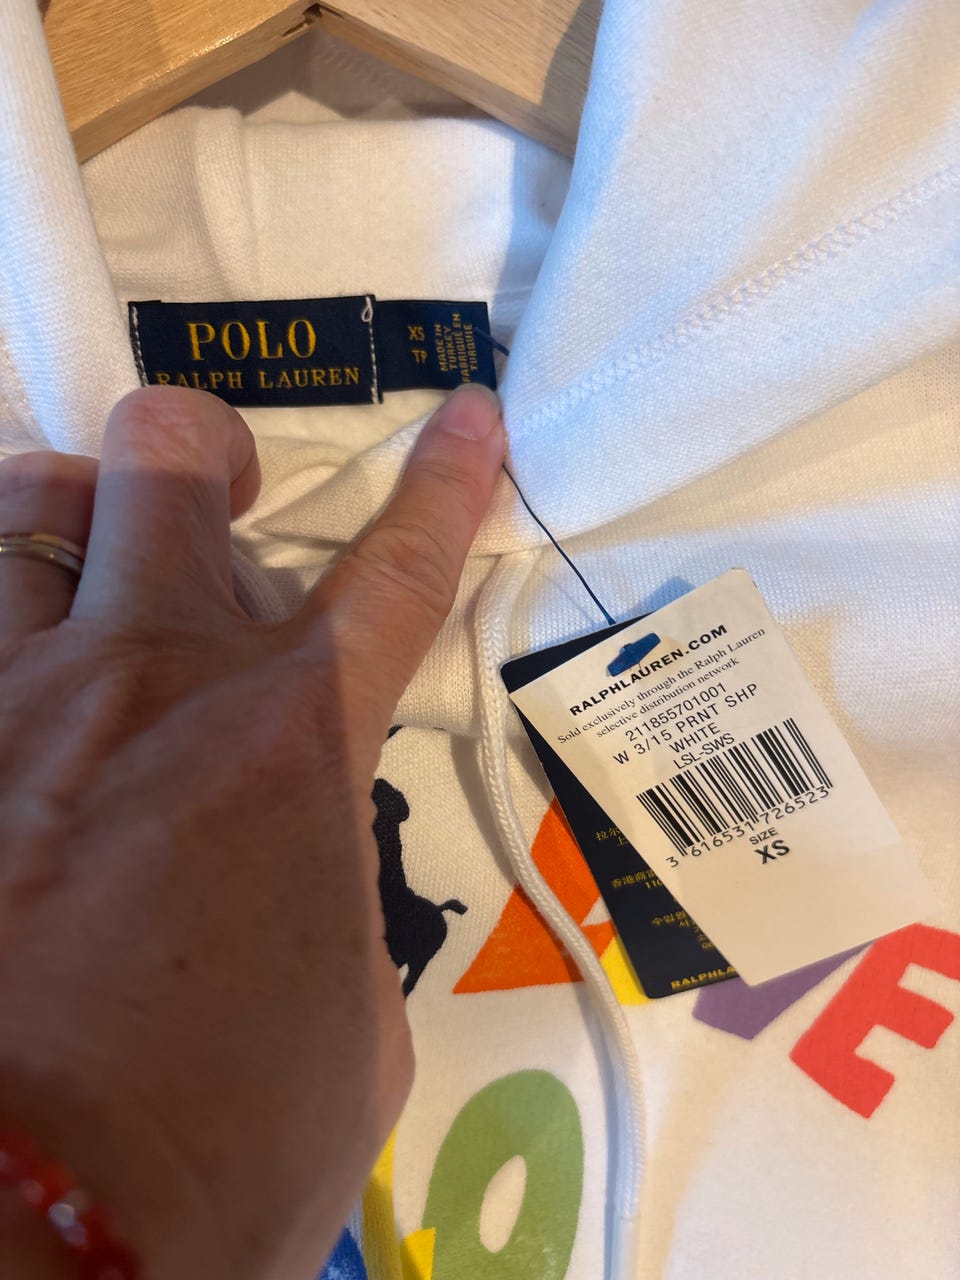 POLO
RALPH LAUREN
XS
TP
MADE IN
TURKEY
FABRIQUÉ EN
TURQUIE
RALPHLAUREN.COM
Sold exclusively through the Ralph Lauren
selective distribution network
211855701001
W 3/15 PRNT SHP
WHITE
LSL-SWS
3 616531 726523
SIZE
XS
RALPHLA
E
O